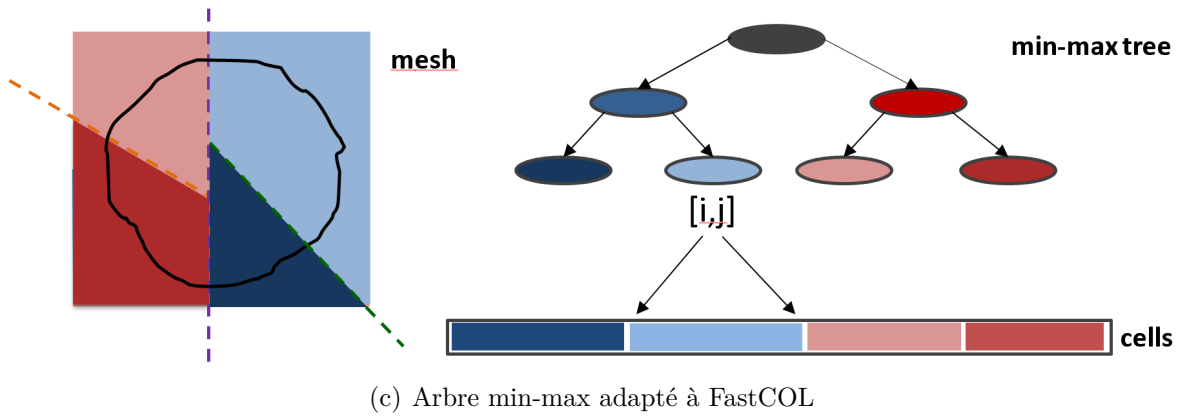 mesh
min-max tree
[i,j]
cells
(c) Arbre min-max adapté à FastCOL